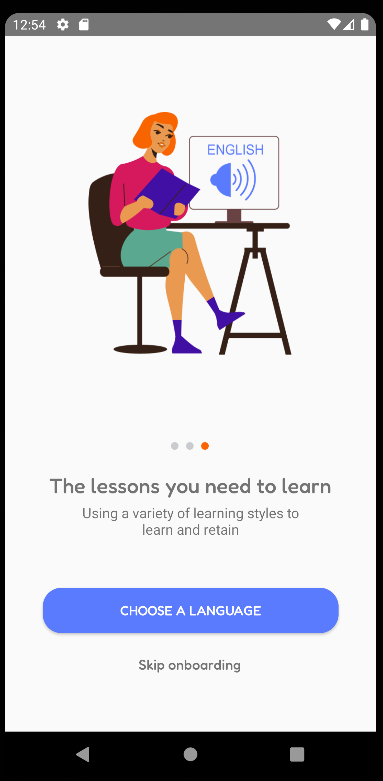 12:54
ENGLISH
The lessons you need to learn
Using a variety of learning styles to
learn and retain
CHOOSE A LANGUAGE
Skip onboarding